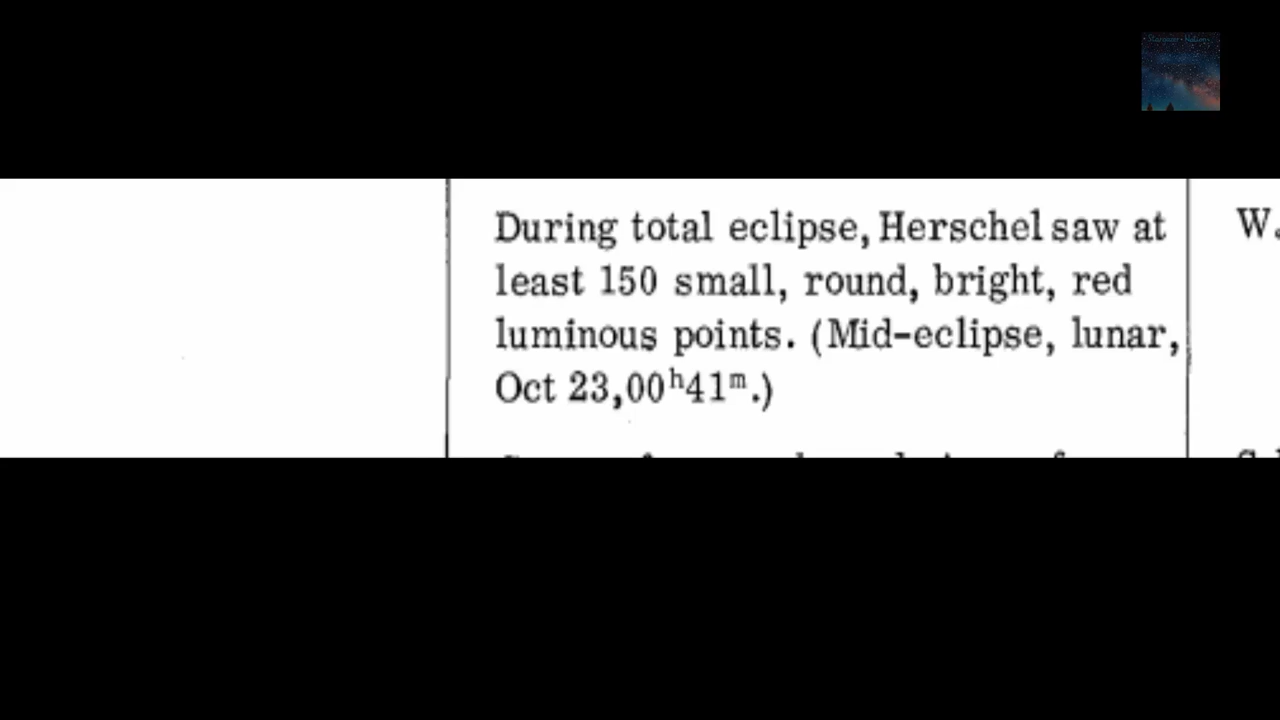 During total eclipse, Herschel saw at
least 150 small, round, bright, red
luminous points. (Mid-eclipse, lunar,
Oct 23,00ʰ41ᵐ.)
W.